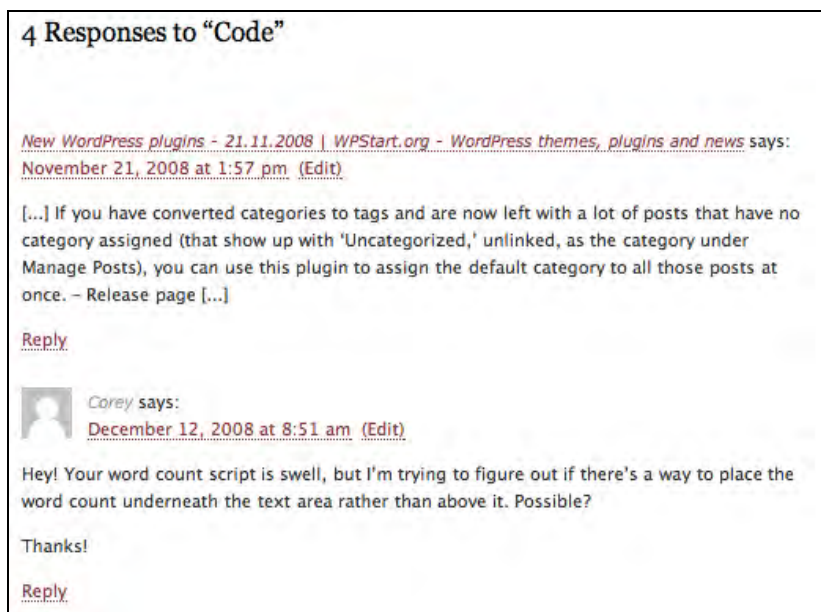 4 Responses to “Code”
New WordPress plugins - 21.11.2008 | WPStart.org - WordPress themes, plugins and news says:
November 21, 2008 at 1:57 pm (Edit)
[...] If you have converted categories to tags and are now left with a lot of posts that have no
category assigned (that show up with ‘Uncategorized,’ unlinked, as the category under
Manage Posts), you can use this plugin to assign the default category to all those posts at
once. – Release page [...]
Reply
Corey says:
December 12, 2008 at 8:51 am (Edit)
Hey! Your word count script is swell, but I’m trying to figure out if there’s a way to place the
word count underneath the text area rather than above it. Possible?
Thanks!
Reply